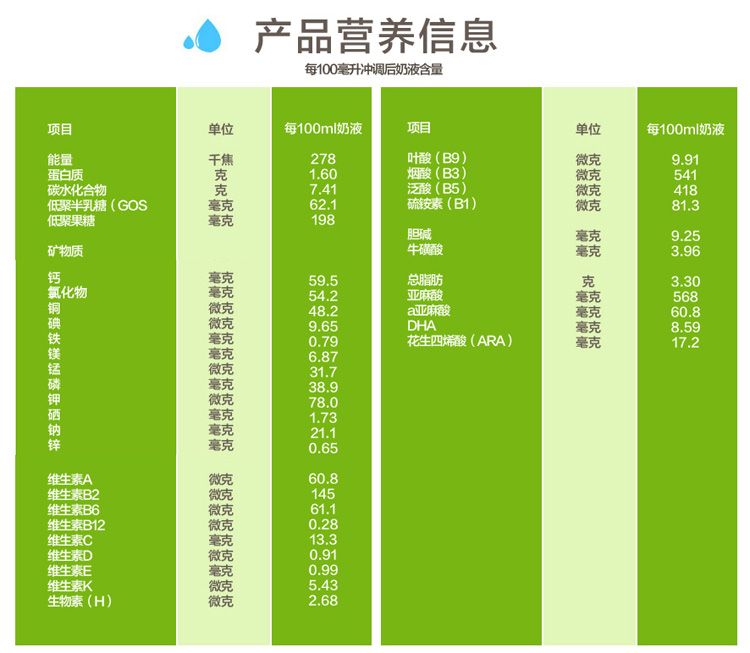 产品营养信息
每100毫升冲调后奶液含量
项目 单位 每100ml奶液
能量 千焦 278
蛋白质 克 1.60
碳水化合物 克 7.41
低聚半乳糖（GOS 毫克 62.1
低聚果糖 毫克 198
矿物质
钙 毫克 59.5
氯化物 毫克 54.2
铜 微克 48.2
碘 微克 9.65
铁 毫克 0.79
镁 毫克 6.87
锰 微克 31.7
磷 毫克 38.9
钾 微克 78.0
硒 毫克 1.73
钠 毫克 21.1
锌 毫克 0.65
维生素A 微克 60.8
维生素B2 微克 145
维生素B6 微克 61.1
维生素B12 微克 0.28
维生素C 毫克 13.3
维生素D 微克 0.91
维生素E 毫克 0.99
维生素K 微克 5.43
生物素（H） 微克 2.68
项目 单位 每100ml奶液
叶酸（B9） 微克 9.91
烟酸（B3） 微克 541
泛酸（B5） 微克 418
硫胺素（B1） 微克 81.3
胆碱 毫克 9.25
牛磺酸 毫克 3.96
总脂肪 克 3.30
亚麻酸 毫克 568
a亚麻酸 毫克 60.8
DHA 毫克 8.59
花生四烯酸（ARA） 毫克 17.2